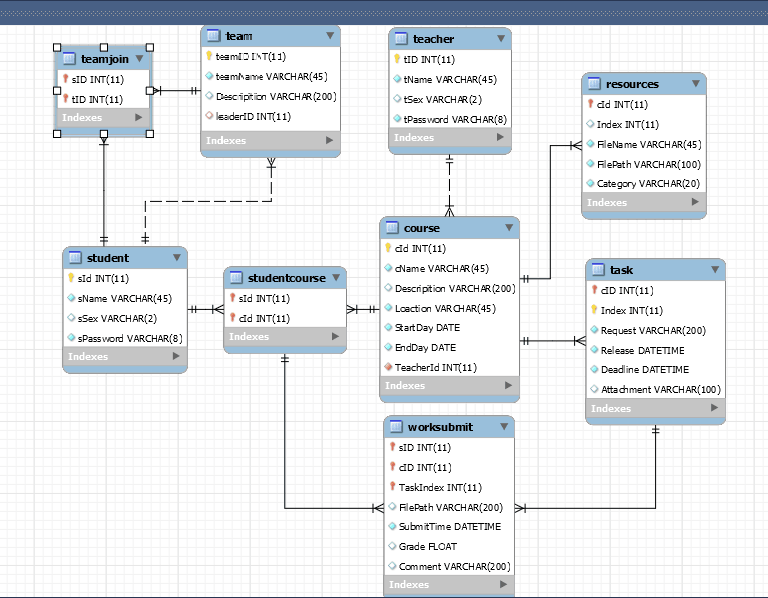 teamjoin
sID INT(11)
tID INT(11)
Indexes
team
teamID INT(11)
teamName VARCHAR(45)
Description VARCHAR(200)
leaderID INT(11)
Indexes
teacher
tID INT(11)
tName VARCHAR(45)
tSex VARCHAR(2)
tPassword VARCHAR(8)
Indexes
resources
cId INT(11)
Index INT(11)
FileName VARCHAR(45)
FilePath VARCHAR(100)
Category VARCHAR(20)
Indexes
student
sId INT(11)
sName VARCHAR(45)
sSex VARCHAR(2)
sPassword VARCHAR(8)
Indexes
studentcourse
sId INT(11)
cId INT(11)
Indexes
course
cId INT(11)
cName VARCHAR(45)
Description VARCHAR(200)
Loaction VARCHAR(45)
StartDay DATE
EndDay DATE
TeacherId INT(11)
Indexes
task
cID INT(11)
Index INT(11)
Request VARCHAR(200)
Release DATETIME
Deadline DATETIME
Attachment VARCHAR(100)
Indexes
worksubmit
sID INT(11)
cID INT(11)
TaskIndex INT(11)
FilePath VARCHAR(200)
SubmitTime DATETIME
Grade FLOAT
Comment VARCHAR(200)
Indexes